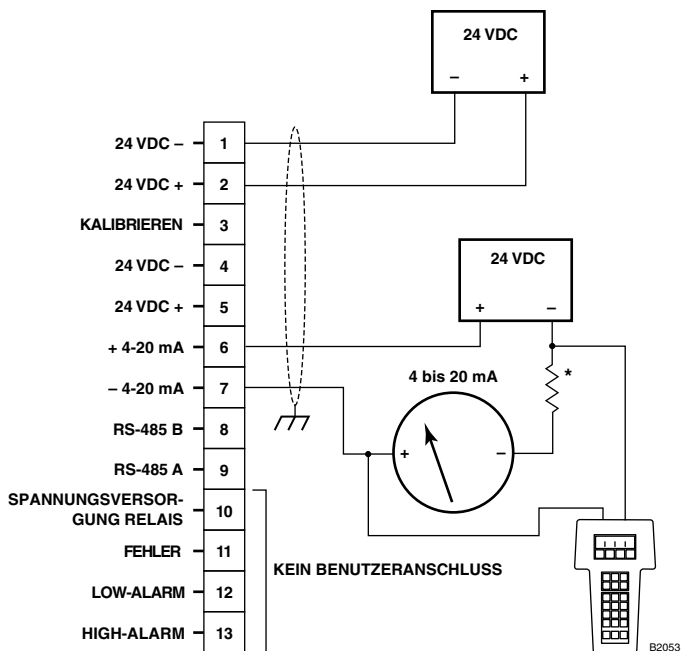 24 VDC
– +
24 VDC – 1
24 VDC + 2
KALIBRIEREN 3
24 VDC – 4
24 VDC + 5
+ 4-20 mA 6
– 4-20 mA 7
RS-485 B 8
RS-485 A 9
SPANNUNGSVERSOR-
GUNG RELAIS 10
FEHLER 11
LOW-ALARM 12
HIGH-ALARM 13
24 VDC
+ –
*
4 bis 20 mA
+ –
KEIN BENUTZERANSCHLUSS
B2053